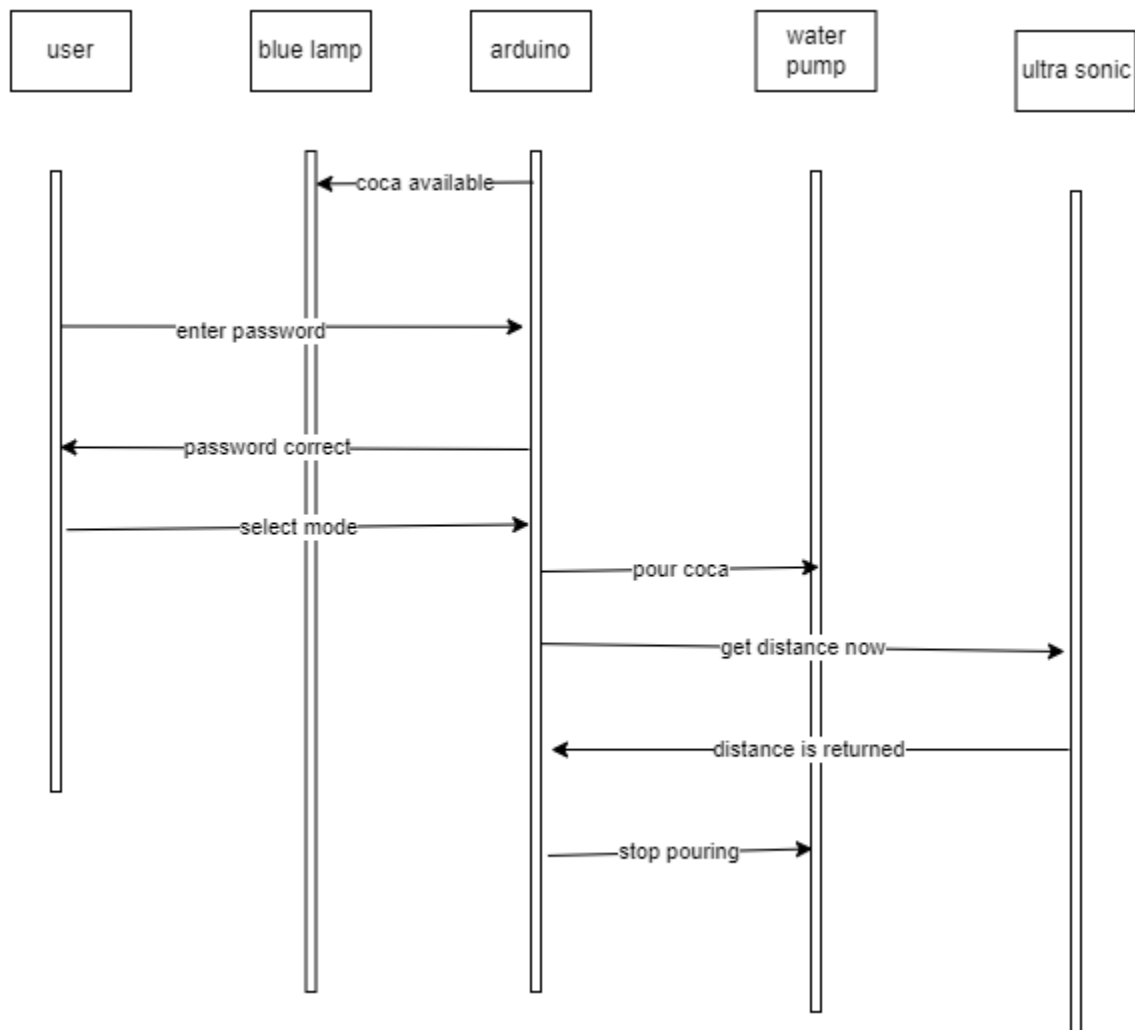 user
blue lamp
arduino
water
pump
ultra sonic
coca available
enter password
password correct
select mode
pour coca
get distance now
distance is returned
stop pouring